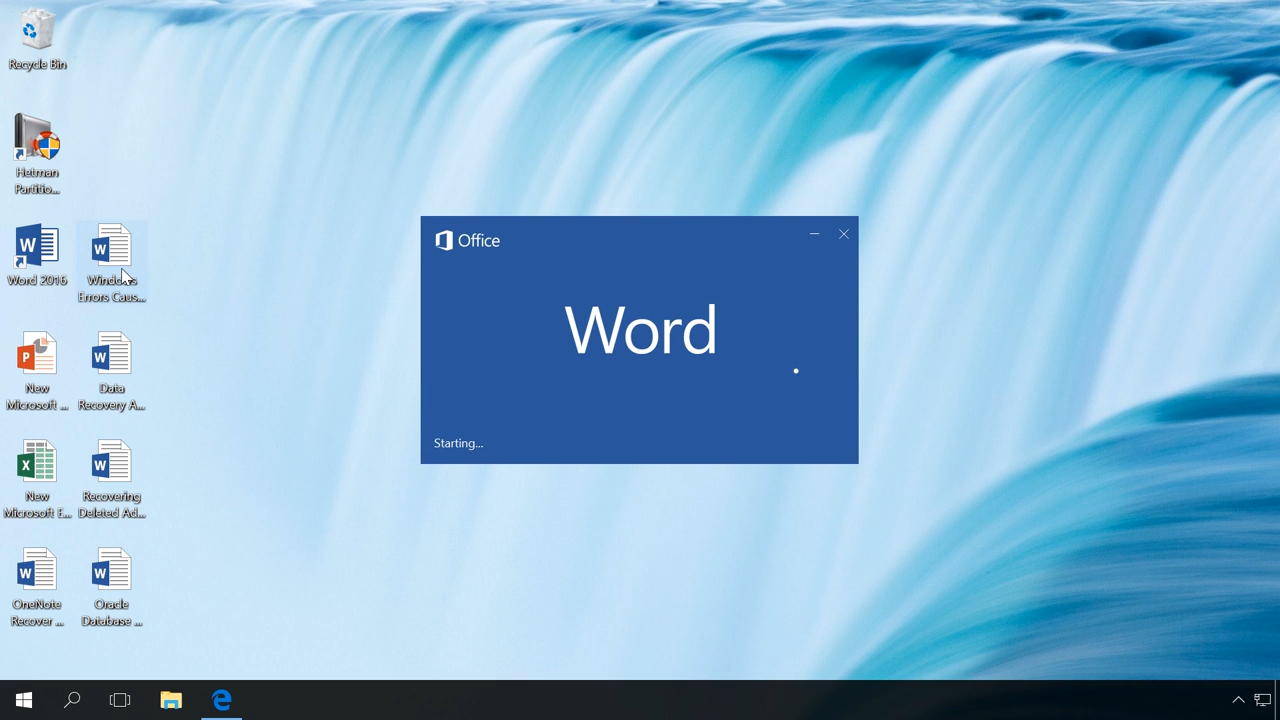 Recycle Bin
Hetman
Partitio...
Word 2016
Windows
Errors Caus...
New
Microsoft ...
Data
Recovery A...
New
Microsoft E...
Recovering
Deleted Ad...
OneNote
Recover ...
Oracle
Database ...
Office
Word
Starting...